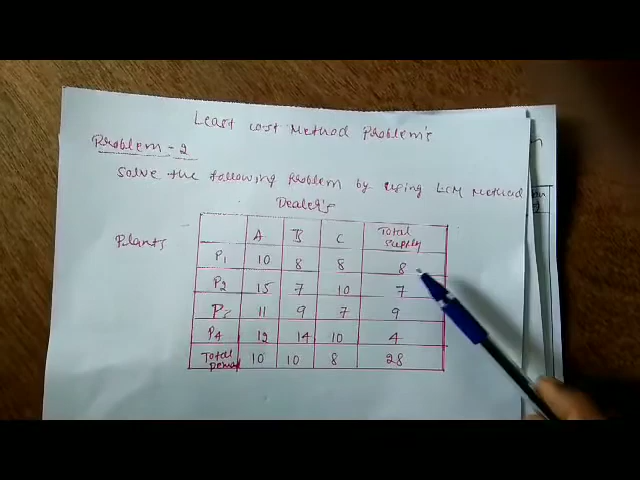 Least cost Method Problem's
Problem - 2
Solve the following Problem by using LCM Method
Dealer's
Plants
A B C Total Supply
P1 10 8 8 8
P2 15 7 10 7
P3 11 9 7 9
P4 12 14 10 4
Total 10 10 8 28